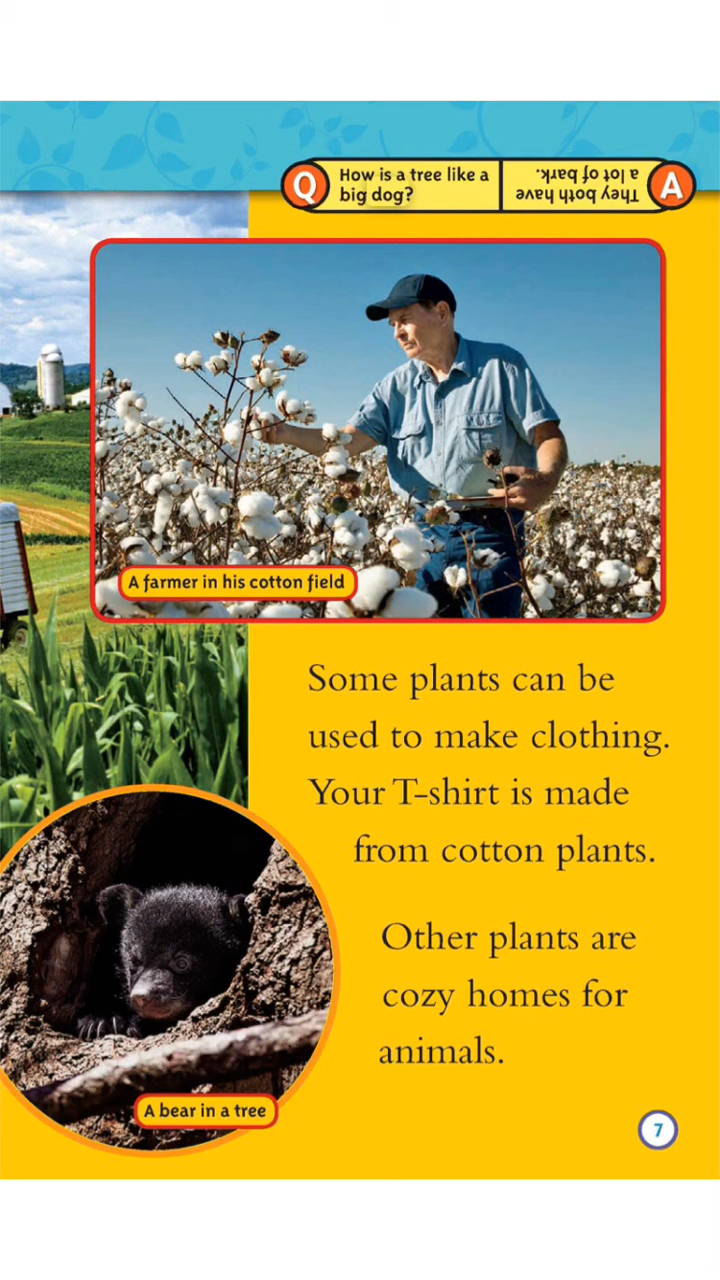 Q
How is a tree like a
big dog?
They both have
a lot of bark.
A
A farmer in his cotton field
Some plants can be
used to make clothing.
Your T-shirt is made
from cotton plants.
Other plants are
cozy homes for
animals.
A bear in a tree
7